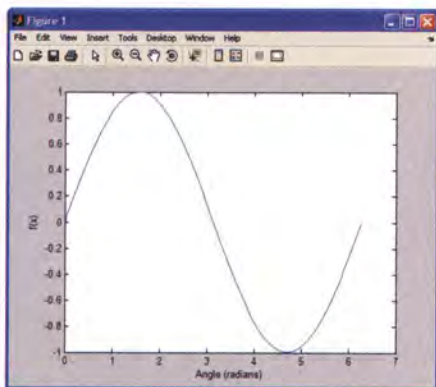 Figure 1
File Edit View Insert Tools Desktop Window Help
1
0.8
0.6
0.4
0.2
0
-0.2
-0.4
-0.6
-0.8
-1
f(x)
0 1 2 3 4 5 6 7
Angle (radians)